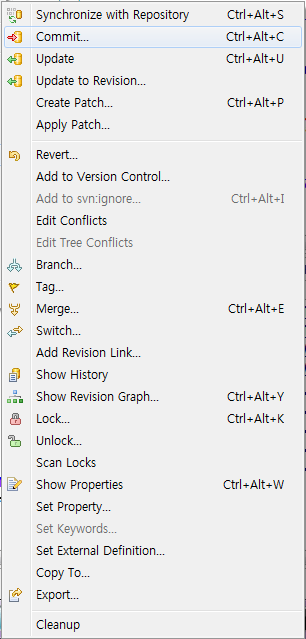 Synchronize with Repository Ctrl+Alt+S
Commit... Ctrl+Alt+C
Update Ctrl+Alt+U
Update to Revision...
Create Patch... Ctrl+Alt+P
Apply Patch...
Revert...
Add to Version Control...
Add to svn:ignore... Ctrl+Alt+I
Edit Conflicts
Edit Tree Conflicts
Branch...
Tag...
Merge... Ctrl+Alt+E
Switch...
Add Revision Link...
Show History
Show Revision Graph... Ctrl+Alt+Y
Lock... Ctrl+Alt+K
Unlock...
Scan Locks
Show Properties Ctrl+Alt+W
Set Property...
Set Keywords...
Set External Definition...
Copy To...
Export...
Cleanup